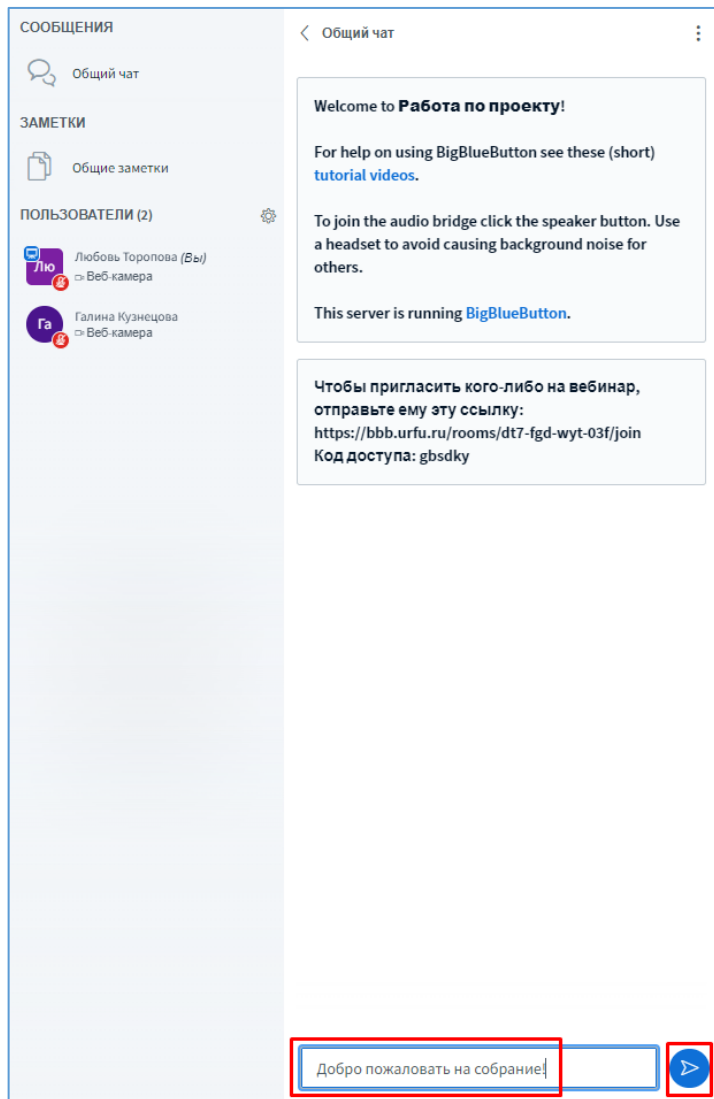 СООБЩЕНИЯ
Общий чат
ЗАМЕТКИ
Общие заметки
ПОЛЬЗОВАТЕЛИ (2)
Лю
Любовь Торопова (Вы)
Веб-камера
Га
Галина Кузнецова
Веб-камера
Общий чат
Welcome to Работа по проекту!
For help on using BigBlueButton see these (short)
tutorial videos.
To join the audio bridge click the speaker button. Use
a headset to avoid causing background noise for
others.
This server is running BigBlueButton.
Чтобы пригласить кого-либо на вебинар,
отправьте ему эту ссылку:
https://bbb.urfu.ru/rooms/dt7-fgd-wyt-03f/join
Код доступа: gbsdky
Добро пожаловать на собрание!